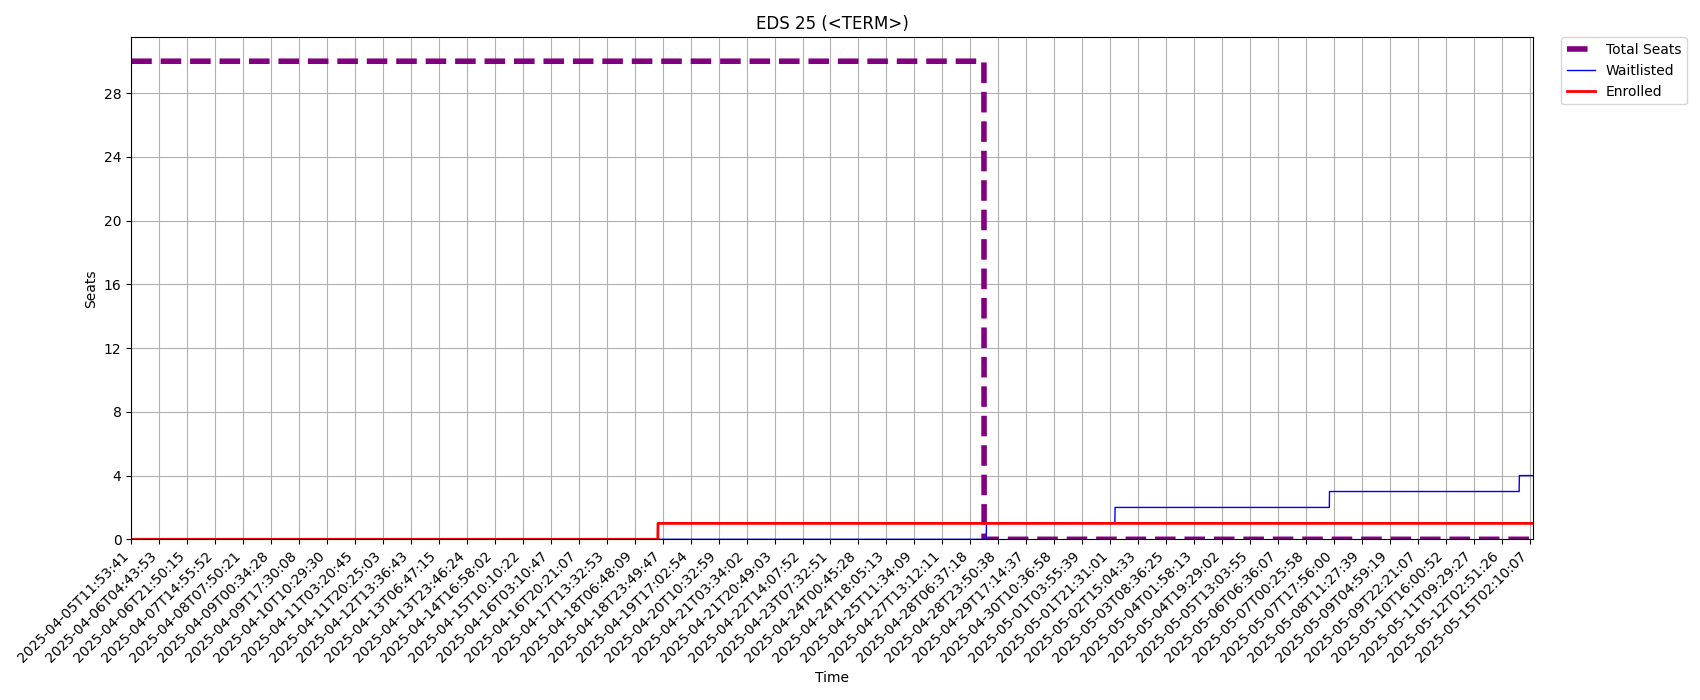 EDS 25 (<TERM>)
Total Seats
Waitlisted
Enrolled
Seats
28
24
20
16
12
8
4
0
2025-04-05T11:53:41
2025-04-06T04:43:53
2025-04-06T21:50:15
2025-04-07T14:55:52
2025-04-08T07:50:21
2025-04-09T00:34:28
2025-04-09T17:30:08
2025-04-10T10:29:30
2025-04-11T03:20:45
2025-04-11T20:25:03
2025-04-12T13:36:43
2025-04-13T06:47:15
2025-04-13T23:46:24
2025-04-14T16:58:02
2025-04-15T10:10:22
2025-04-16T03:10:47
2025-04-16T20:21:07
2025-04-17T13:32:53
2025-04-18T06:48:09
2025-04-18T23:49:47
2025-04-19T17:02:54
2025-04-20T10:32:59
2025-04-21T03:34:02
2025-04-21T20:49:03
2025-04-22T14:07:52
2025-04-23T07:32:51
2025-04-24T00:45:28
2025-04-24T18:05:13
2025-04-25T11:34:09
2025-04-27T13:12:11
2025-04-28T06:37:18
2025-04-28T23:50:38
2025-04-29T17:14:37
2025-04-30T10:36:58
2025-05-01T03:55:39
2025-05-01T21:31:01
2025-05-02T15:04:33
2025-05-03T08:36:25
2025-05-04T01:58:13
2025-05-04T19:29:02
2025-05-05T13:03:55
2025-05-06T06:36:07
2025-05-07T00:25:58
2025-05-07T17:56:00
2025-05-08T11:27:39
2025-05-09T04:59:19
2025-05-09T22:21:07
2025-05-10T16:00:52
2025-05-11T09:29:27
2025-05-12T02:51:26
2025-05-15T02:10:07
Time